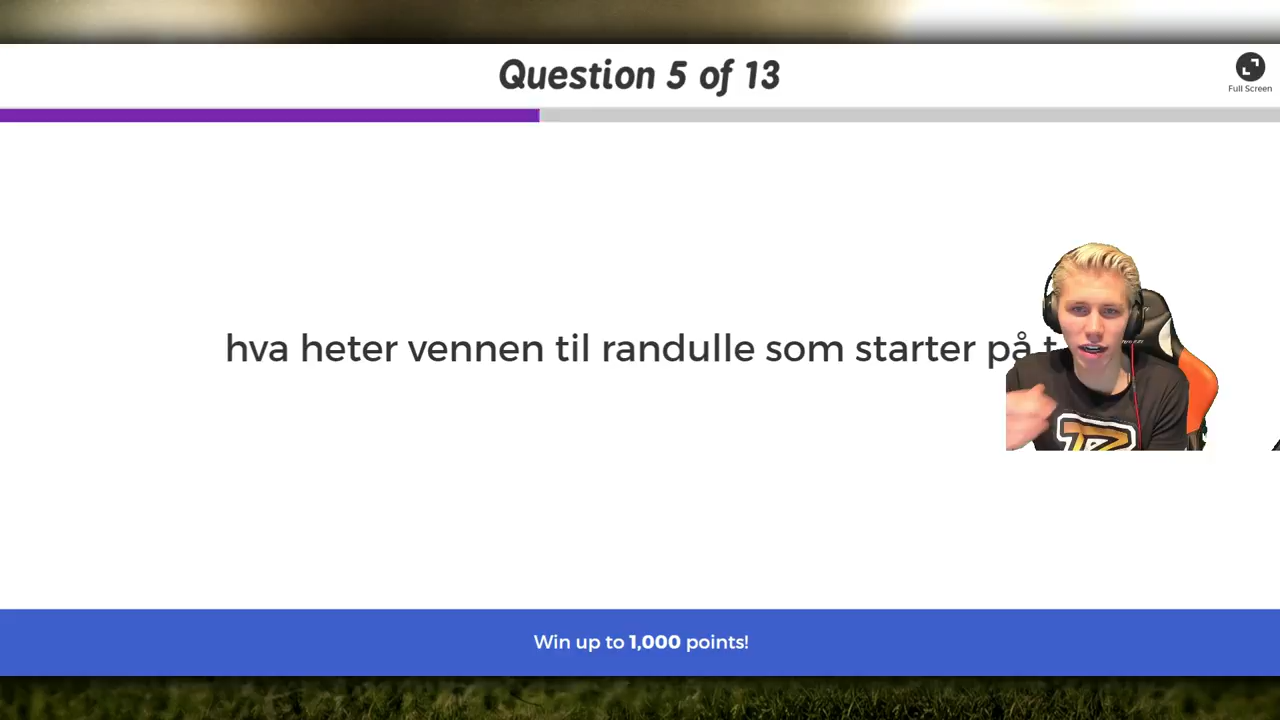 Question 5 of 13
Full Screen
hva heter vennen til randulle som starter på t
Win up to 1,000 points!